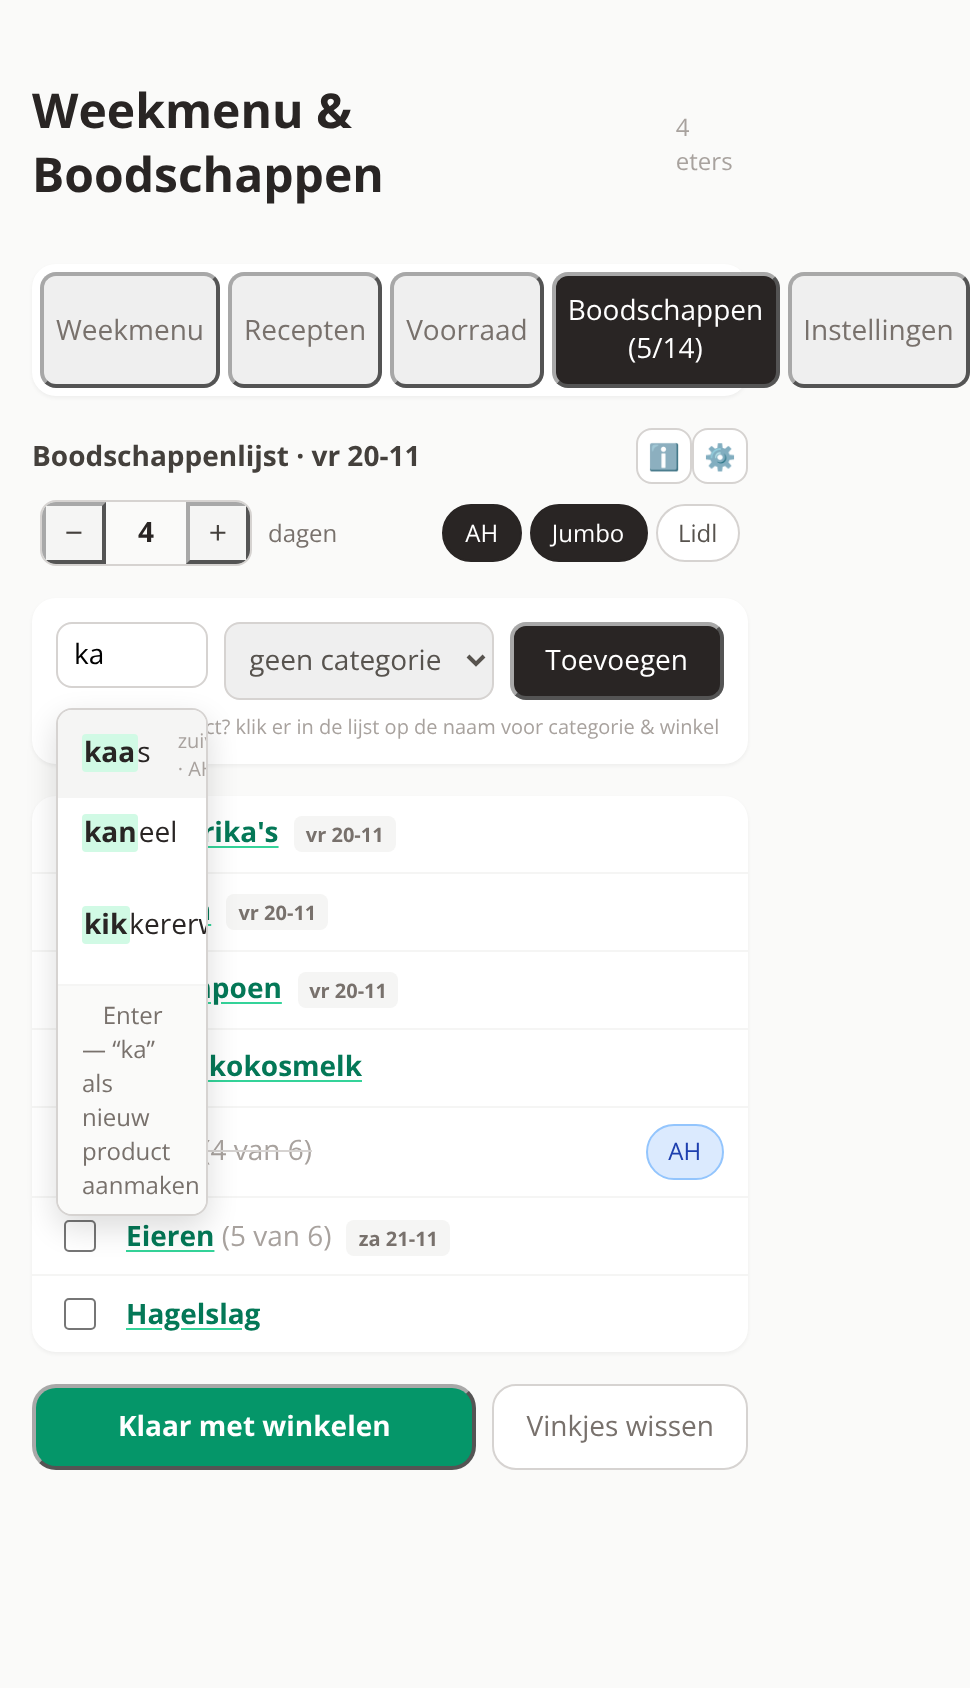 Weekmenu &
Boodschappen
4
eters
Weekmenu
Recepten
Voorraad
Boodschappen
(5/14)
Instellingen
Boodschappenlijst · vr 20-11
− 4 + dagen
AH
Jumbo
Lidl
ka
geen categorie
Toevoegen
klik er in de lijst op de naam voor categorie & winkel
kaas
· AH
kaneel
Enter
— “ka”
als
nieuw
product
aanmaken
vr 20-11
vr 20-11
vr 20-11
kokosmelk
(4 van 6)
AH
Eieren (5 van 6) za 21-11
Hagelslag
Klaar met winkelen
Vinkjes wissen